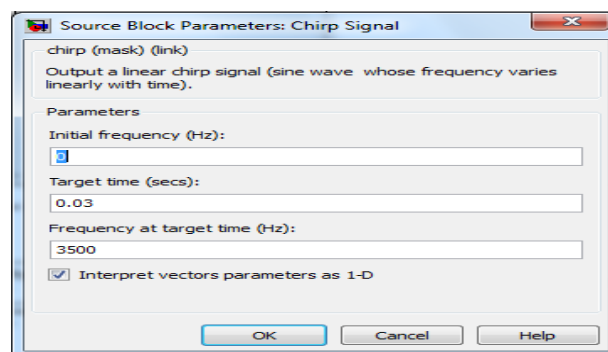 Source Block Parameters: Chirp Signal
chirp (mask) (link)
Output a linear chirp signal (sine wave whose frequency varies
linearly with time).
Parameters
Initial frequency (Hz):
0
Target time (secs):
0.03
Frequency at target time (Hz):
3500
Interpret vectors parameters as 1-D
OK Cancel Help